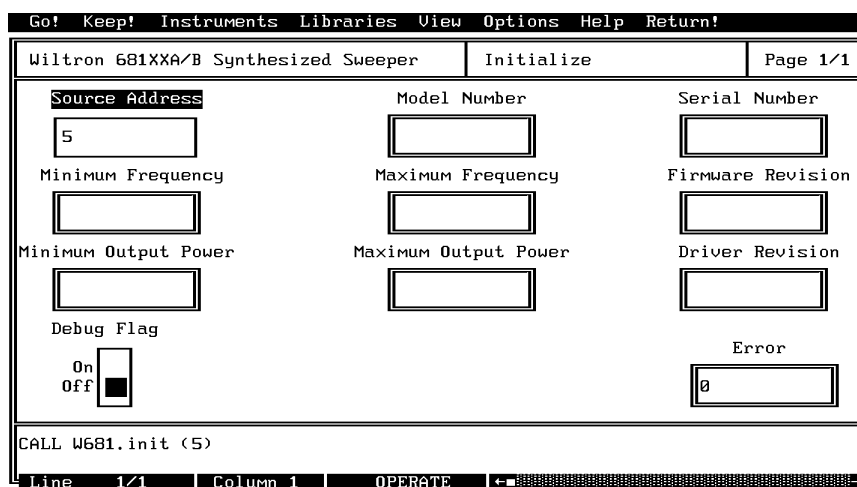 Go! Keep! Instruments Libraries View Options Help Return!
Wiltron 681XXA/B Synthesized Sweeper Initialize Page 1/1
Source Address Model Number Serial Number
5
Minimum Frequency Maximum Frequency Firmware Revision
Minimum Output Power Maximum Output Power Driver Revision
Debug Flag
Error
On
Off 0
CALL W681.init (5)
Line 1/1 Column 1 OPERATE